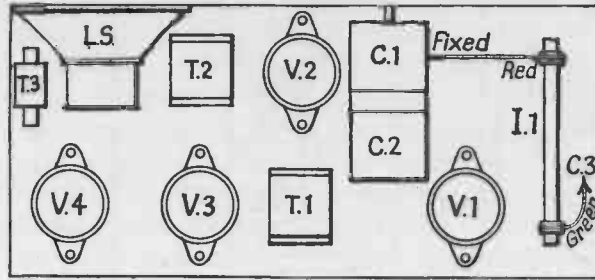 L.S.
T.3
T.2
V.2
C.1
Fixed
Red
I.1
C.2
C.3
Green
V.4
V.3
T.1
V.1